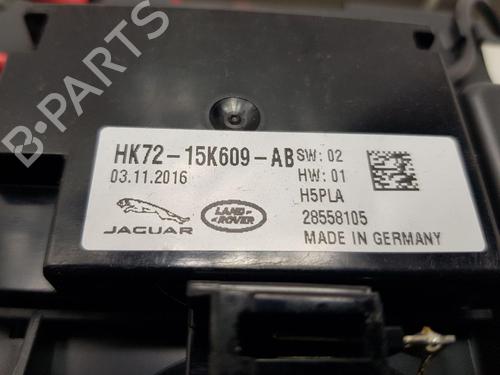 B-PARTS
HK72-15K609-AB SW:02
03.11.2016 HW:01
H5PLA
28558105
JAGUAR LAND-ROVER MADE IN GERMANY